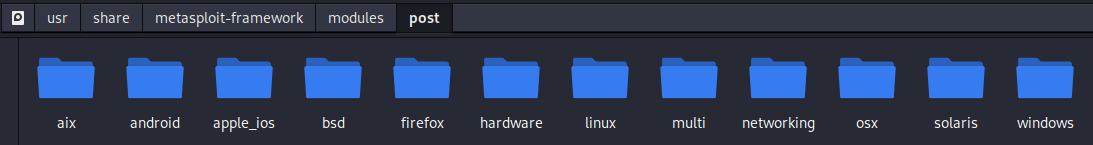 usr share metasploit-framework modules post
aix android apple_ios bsd firefox hardware linux multi networking osx solaris windows